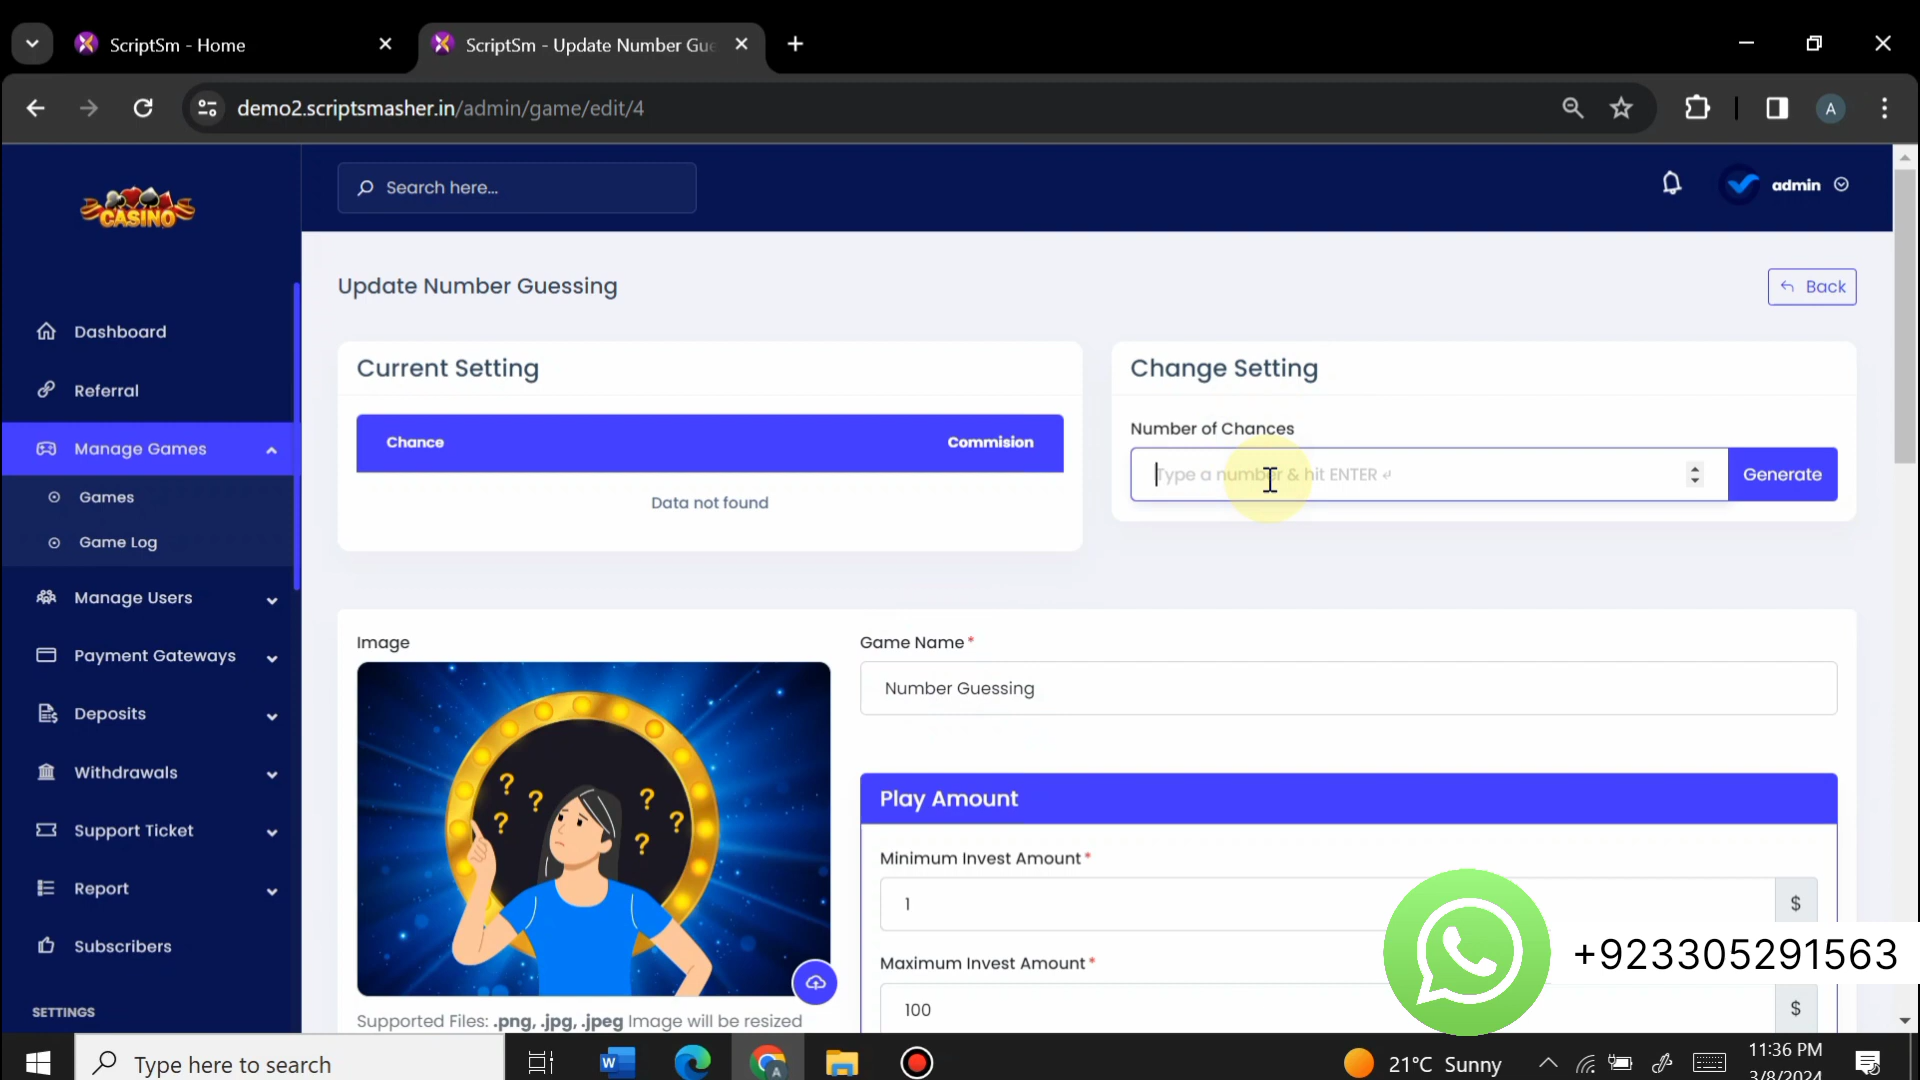 ScriptSm - Home
ScriptSm - Update Number Gue
demo2.scriptsmasher.in/admin/game/edit/4
A
CASINO
Search here...
admin
Dashboard
Referral
Manage Games
Games
Game Log
Manage Users
Payment Gateways
Deposits
Withdrawals
Support Ticket
Report
Subscribers
SETTINGS
Update Number Guessing
Back
Current Setting
Chance Commision
Data not found
Change Setting
Number of Chances
Type a number & hit ENTER ↵
Generate
Image
Supported Files: .png, .jpg, .jpeg Image will be resized
Game Name*
Number Guessing
Play Amount
Minimum Invest Amount*
1 $
Maximum Invest Amount*
100 $
+923305291563
Type here to search
W
A
21°C Sunny
11:36 PM
3/8/2024